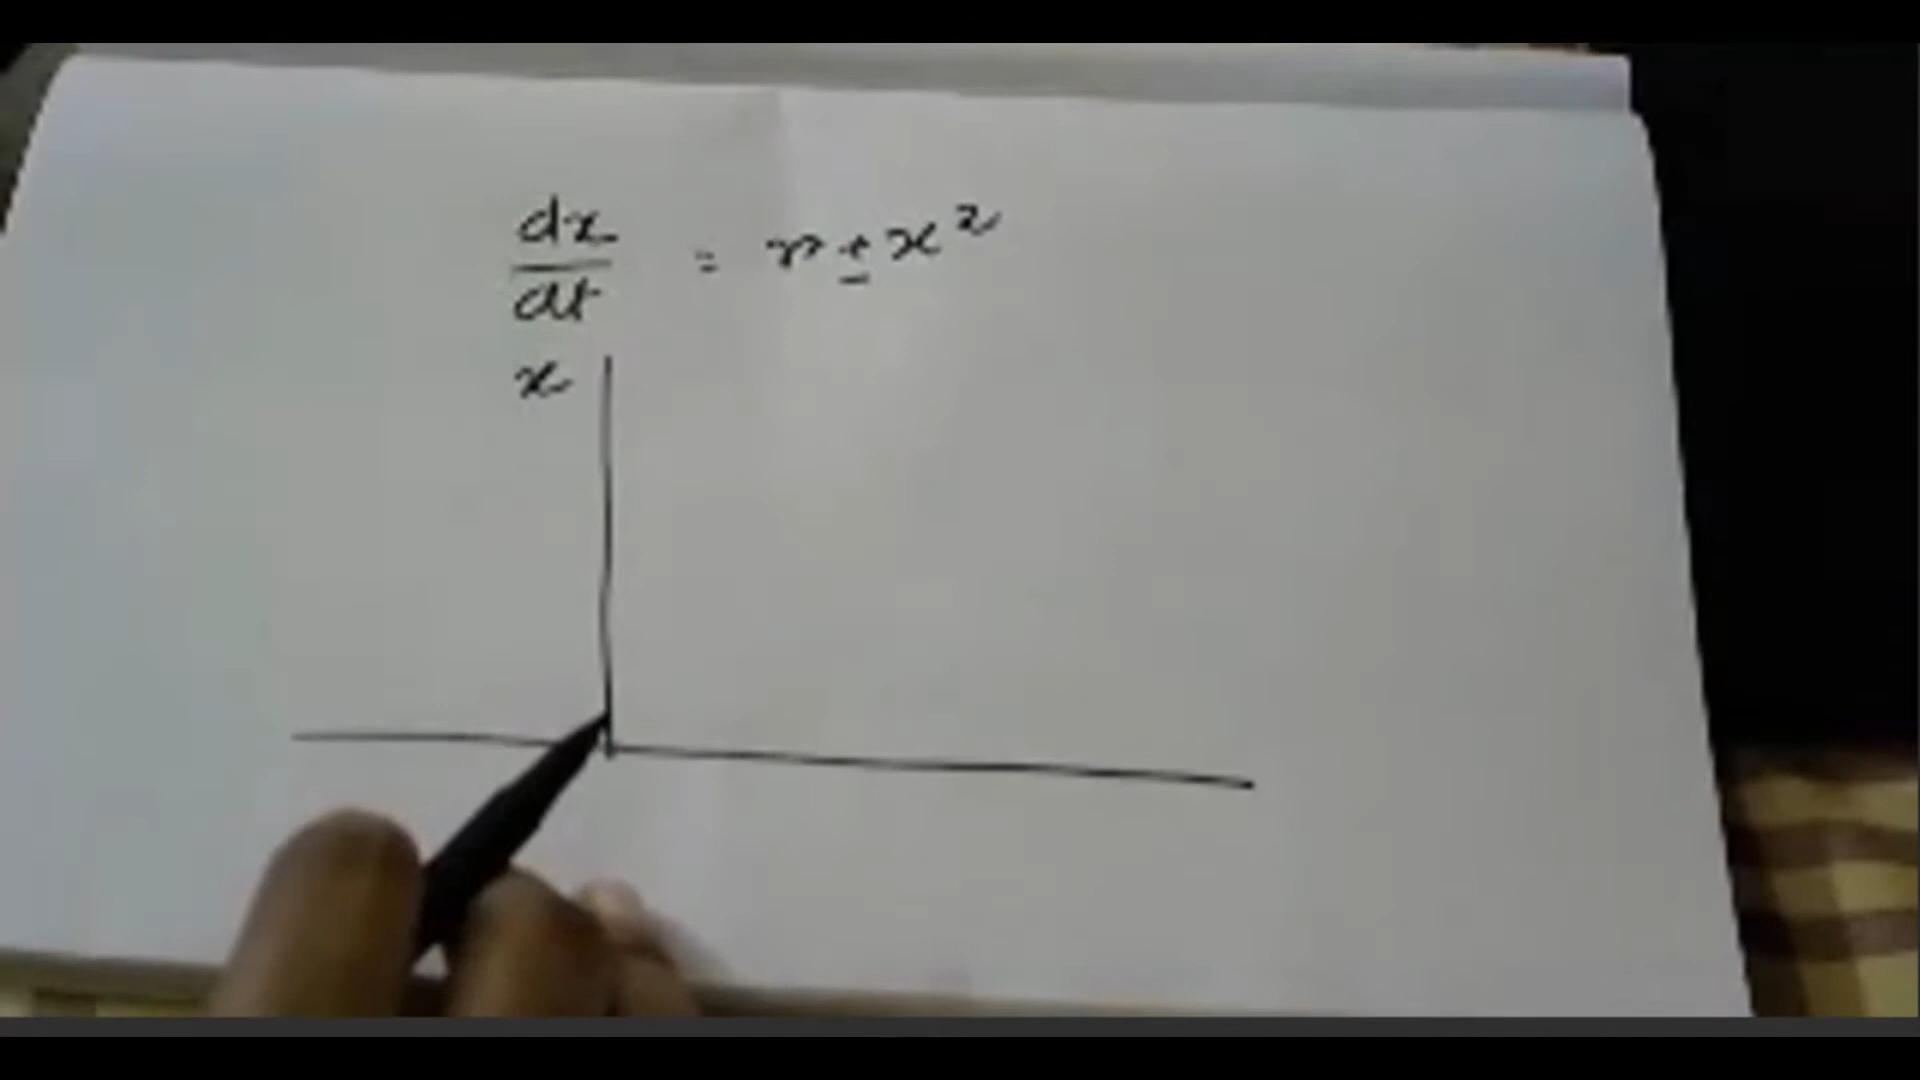 dx/dt = r ± x²
x